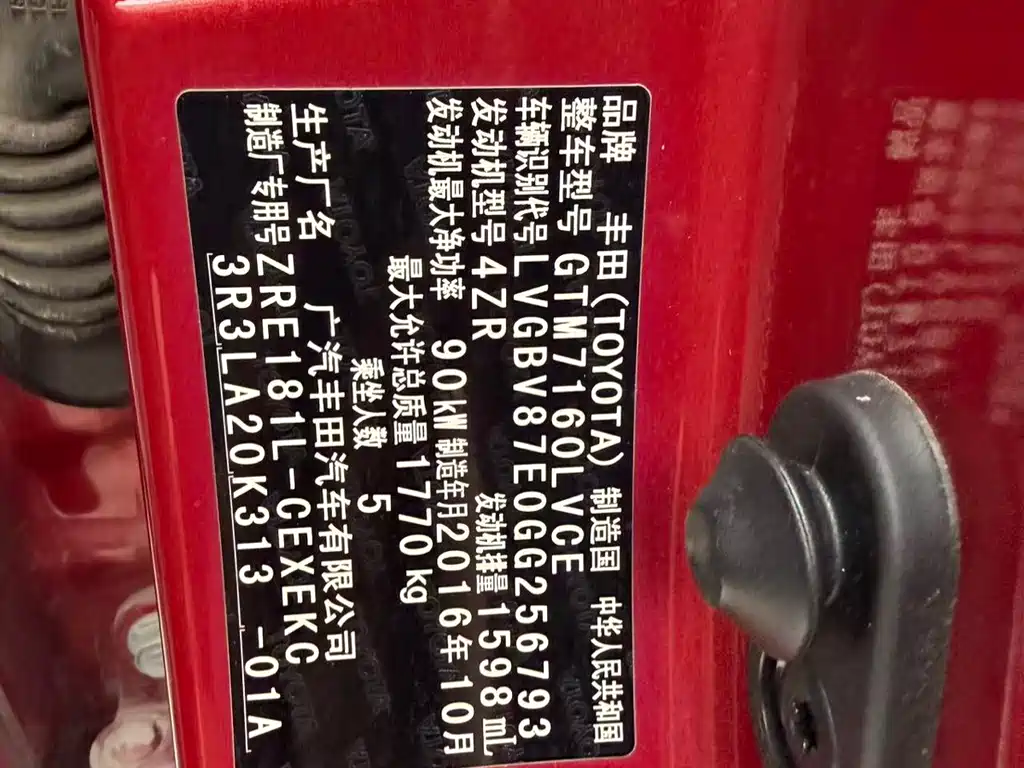 品牌 丰田(TOYOTA) 制造国 中华人民共和国
整车型号 GTM7160LVCE
车辆识别代号 LVGBV87E0GG256793
发动机型号 4ZR 发动机排量 1598mL
发动机最大净功率 90kW 制造年月 2016年10月
最大允许总质量 1770kg
乘坐人数 5
生产厂名 广汽丰田汽车有限公司
制造厂专用号 ZRE181L-CEXEKC
3R3LA20K313 -01A